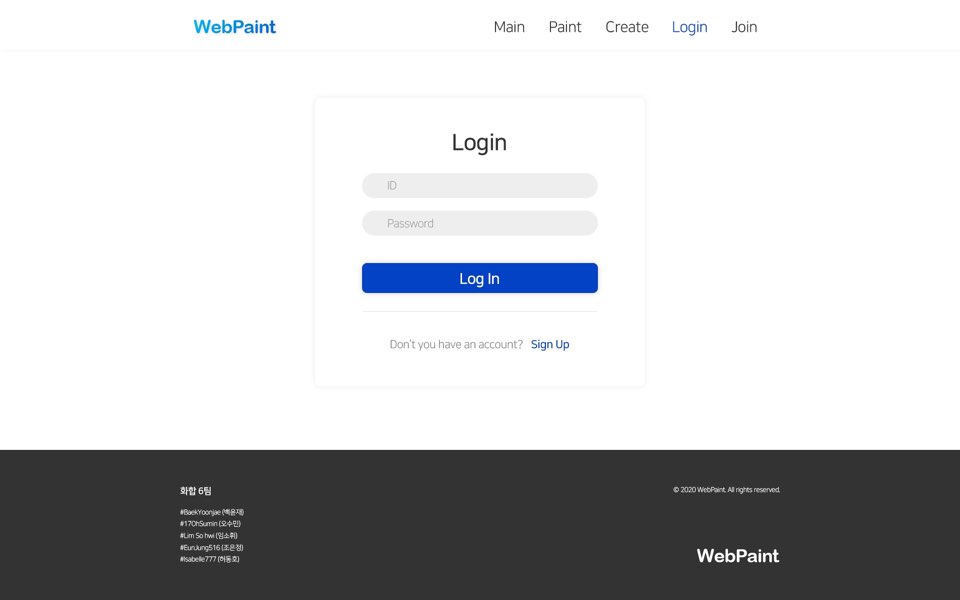 WebPaint
Main Paint Create Login Join
Login
ID
Password
Log In
Don't you have an account? Sign Up
화합 6팀
#BaekYoonjae (백윤재)
#17OhSumin (오수민)
#Lim So hwi (임소휘)
#EunJung516 (조은정)
#Isabelle777 (허동호)
© 2020 WebPaint. All rights reserved.
WebPaint